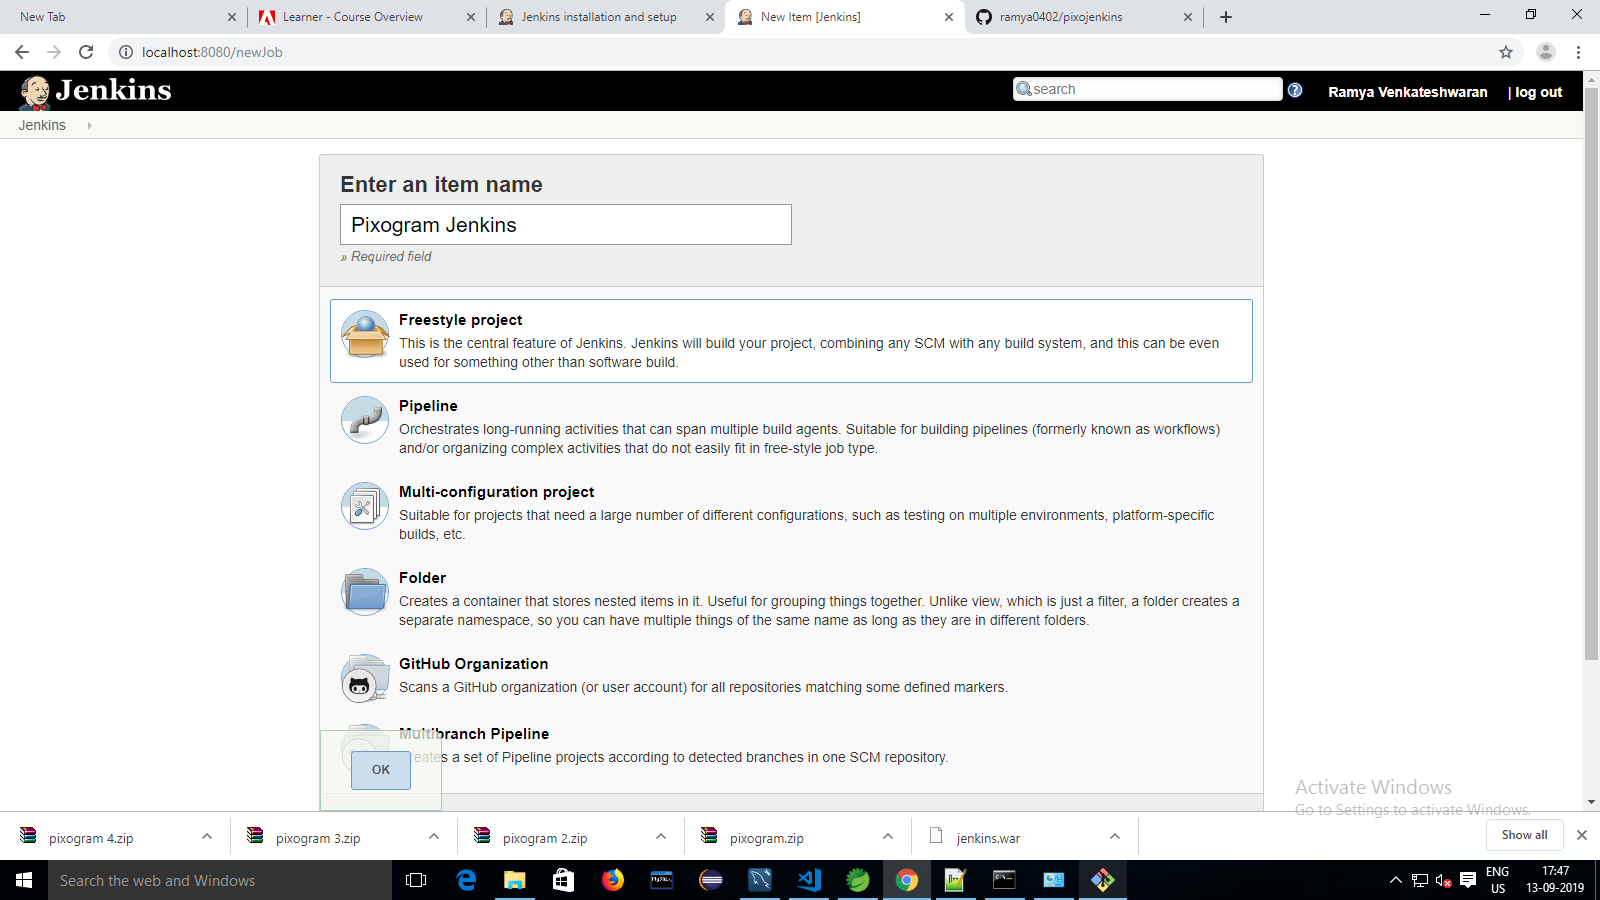 New Tab
Learner - Course Overview
Jenkins installation and setup
New Item [Jenkins]
ramya0402/pixojenkins
localhost:8080/newJob
Jenkins
search
Ramya Venkateshwaran
| log out
Jenkins
Enter an item name
Pixogram Jenkins
» Required field
Freestyle project
This is the central feature of Jenkins. Jenkins will build your project, combining any SCM with any build system, and this can be even
used for something other than software build.
Pipeline
Orchestrates long-running activities that can span multiple build agents. Suitable for building pipelines (formerly known as workflows)
and/or organizing complex activities that do not easily fit in free-style job type.
Multi-configuration project
Suitable for projects that need a large number of different configurations, such as testing on multiple environments, platform-specific
builds, etc.
Folder
Creates a container that stores nested items in it. Useful for grouping things together. Unlike view, which is just a filter, a folder creates a
separate namespace, so you can have multiple things of the same name as long as they are in different folders.
GitHub Organization
Scans a GitHub organization (or user account) for all repositories matching some defined markers.
Multibranch Pipeline
Creates a set of Pipeline projects according to detected branches in one SCM repository.
OK
Activate Windows
Go to Settings to activate Windows.
pixogram 4.zip
pixogram 3.zip
pixogram 2.zip
pixogram.zip
jenkins.war
Show all
Search the web and Windows
MySQL
ENG
US
17:47
13-09-2019